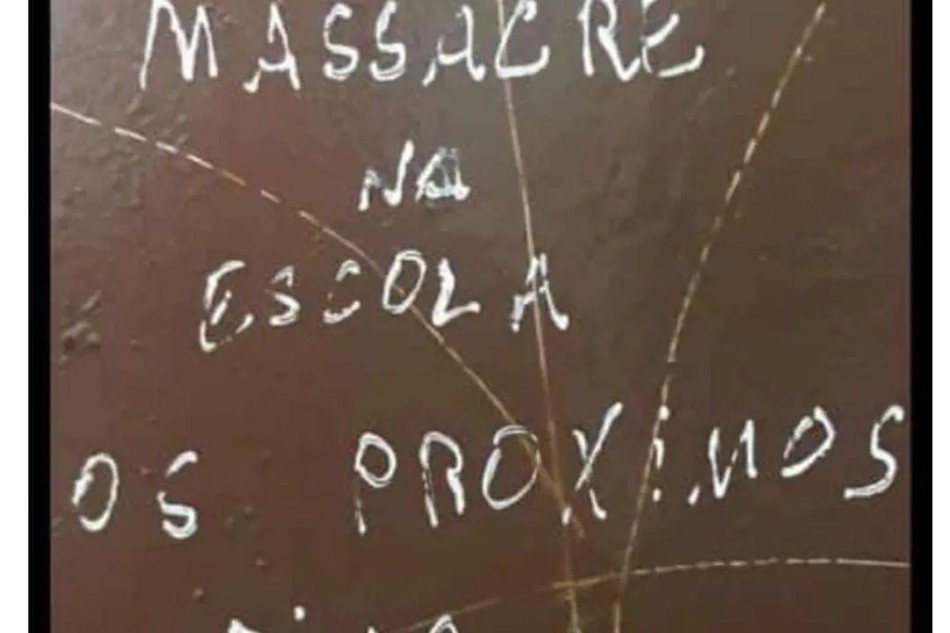 MASSACRE
NA
ESCOLA
OS PROXIMOS